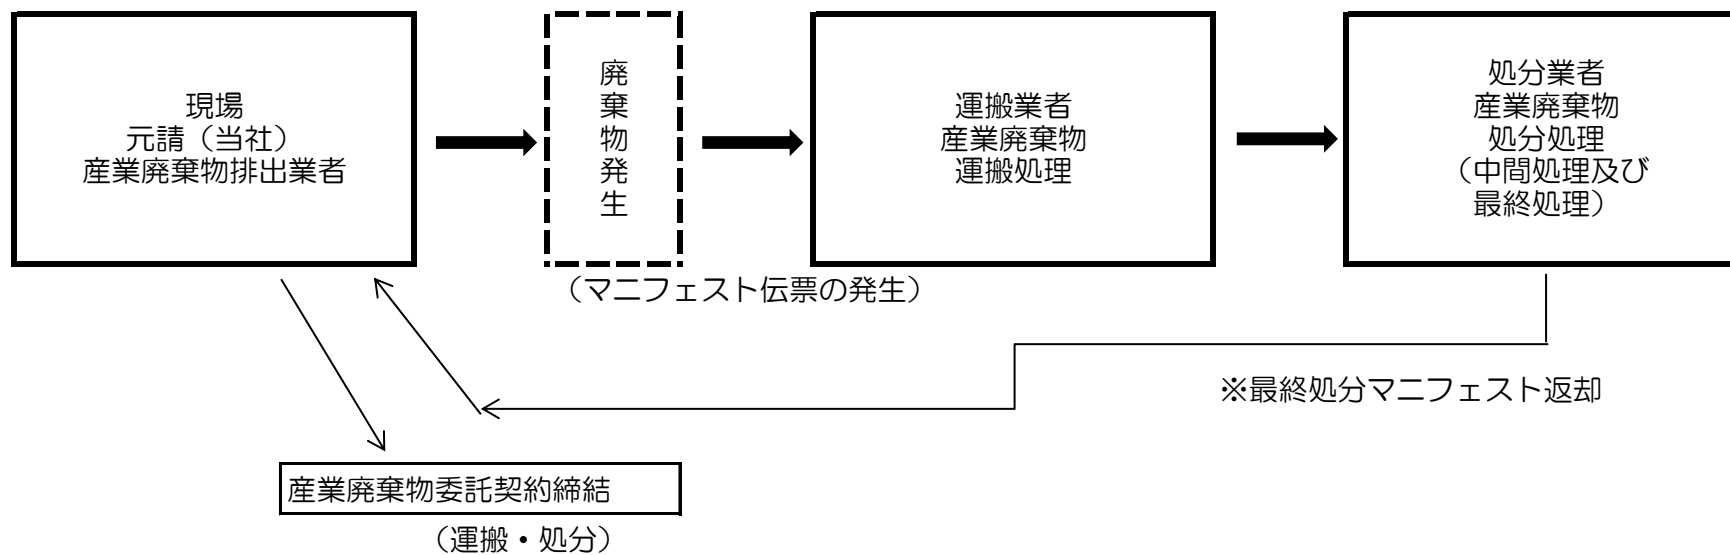 現場
元請（当社）
産業廃棄物排出業者
廃棄物発生
（マニフェスト伝票の発生）
運搬業者
産業廃棄物
運搬処理
処分業者
産業廃棄物
処分処理
（中間処理及び
最終処理）
※最終処分マニフェスト返却
産業廃棄物委託契約締結
（運搬・処分）